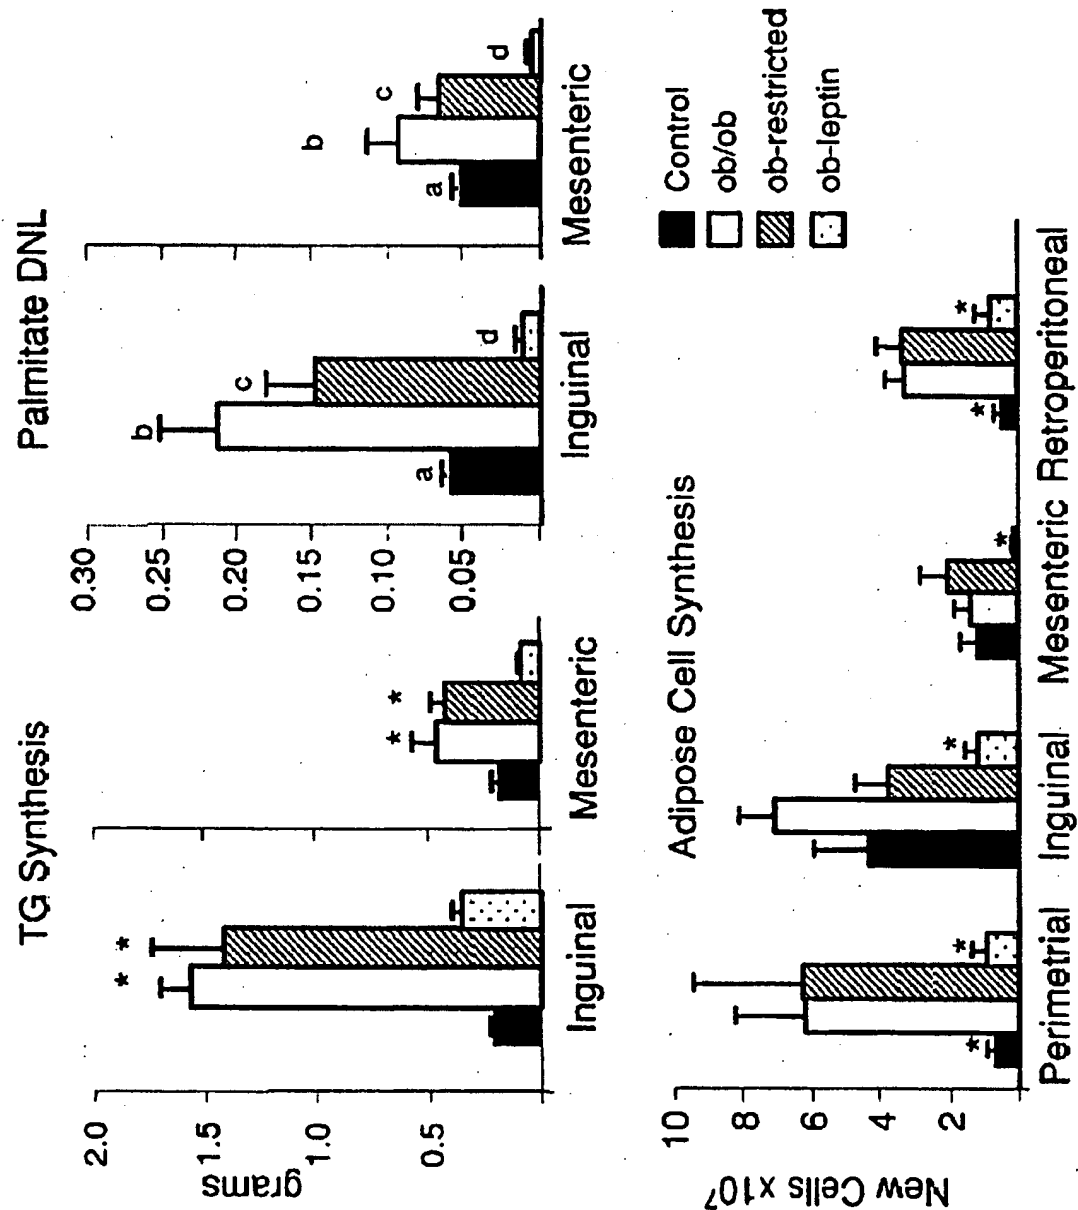 TG Synthesis
Palmitate DNL
grams
2.0
1.5
1.0
0.5
* *
* *
Inguinal
Mesenteric
0.30
0.25
0.20
0.15
0.10
0.05
a b c d
a b c d
Inguinal
Mesenteric
Adipose Cell Synthesis
New Cells x10⁷
10
8
6
4
2
* *
*
*
* *
Perimetrial
Inguinal
Mesenteric
Retroperitoneal
Control
ob/ob
ob-restricted
ob-leptin